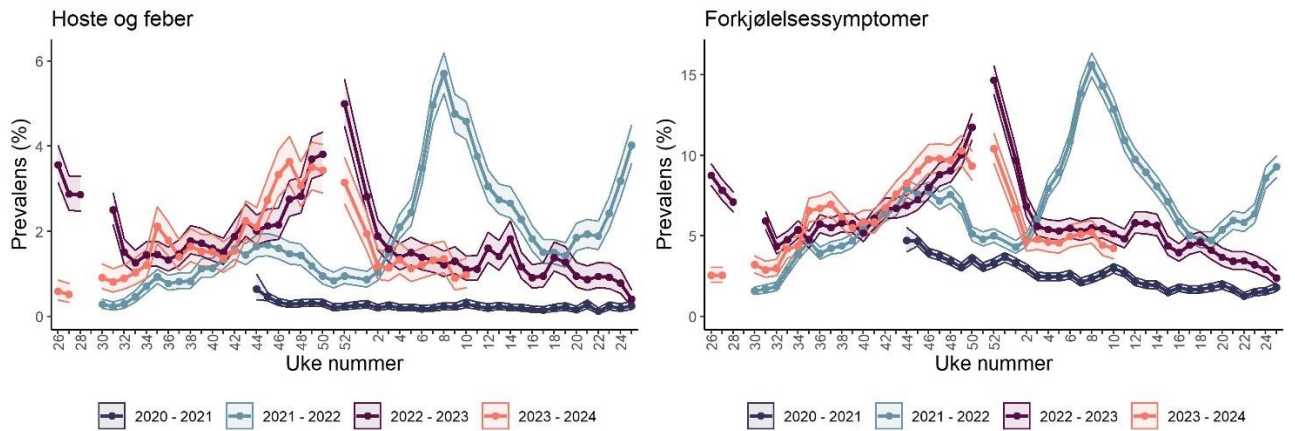 Hoste og feber
Prevalens (%)
6
4
2
0
26 28 30 32 34 36 38 40 42 44 46 48 50 52 2 4 6 8 10 12 14 16 18 20 22 24
Uke nummer
2020 - 2021 2021 - 2022 2022 - 2023 2023 - 2024
Forkjølelsessymptomer
Prevalens (%)
15
10
5
0
26 28 30 32 34 36 38 40 42 44 46 48 50 52 2 4 6 8 10 12 14 16 18 20 22 24
Uke nummer
2020 - 2021 2021 - 2022 2022 - 2023 2023 - 2024